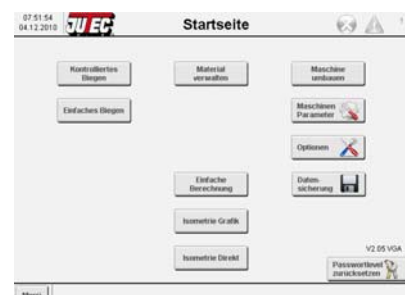 07:51:54
04.12.2010
JUTEC
Startseite
Kontrolliertes
Biegen
Material
verwalten
Maschine
umbauen
Einfaches Biegen
Maschinen
Parameter
Optionen
Einfache
Berechnung
Daten-
sicherung
Isometrie Grafik
Isometrie Direkt
V2.05 VGA
Passwortlevel
zurücksetzen
Menü